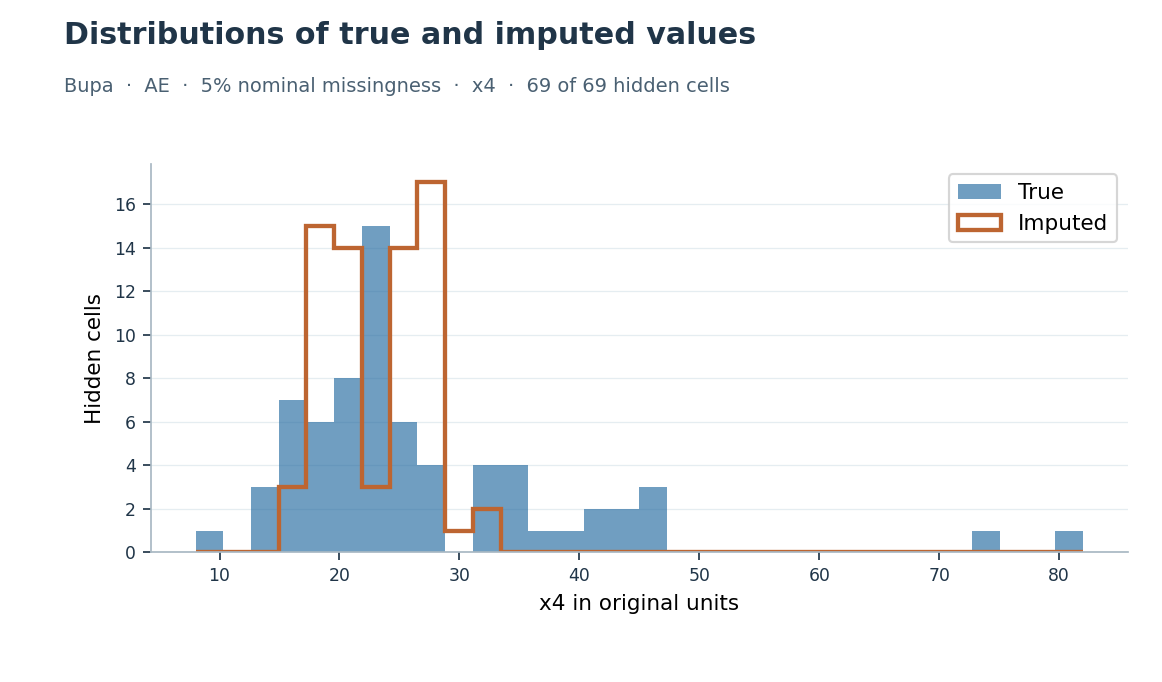 Distributions of true and imputed values
Bupa · AE · 5% nominal missingness · x4 · 69 of 69 hidden cells
True
Imputed
Hidden cells
16
14
12
10
8
6
4
2
0
10 20 30 40 50 60 70 80
x4 in original units